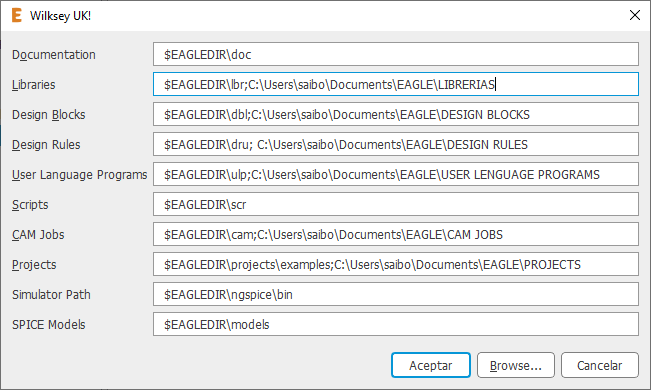 E Wilksey UK!
Documentation $EAGLEDIR\doc
Libraries $EAGLEDIR\lbr;C:\Users\saibo\Documents\EAGLE\LIBRERIAS
Design Blocks $EAGLEDIR\dbl;C:\Users\saibo\Documents\EAGLE\DESIGN BLOCKS
Design Rules $EAGLEDIR\dru; C:\Users\saibo\Documents\EAGLE\DESIGN RULES
User Language Programs $EAGLEDIR\ulp;C:\Users\saibo\Documents\EAGLE\USER LENGUAGE PROGRAMS
Scripts $EAGLEDIR\scr
CAM Jobs $EAGLEDIR\cam;C:\Users\saibo\Documents\EAGLE\CAM JOBS
Projects $EAGLEDIR\projects\examples;C:\Users\saibo\Documents\EAGLE\PROJECTS
Simulator Path $EAGLEDIR\ngspice\bin
SPICE Models $EAGLEDIR\models
Aceptar Browse... Cancelar